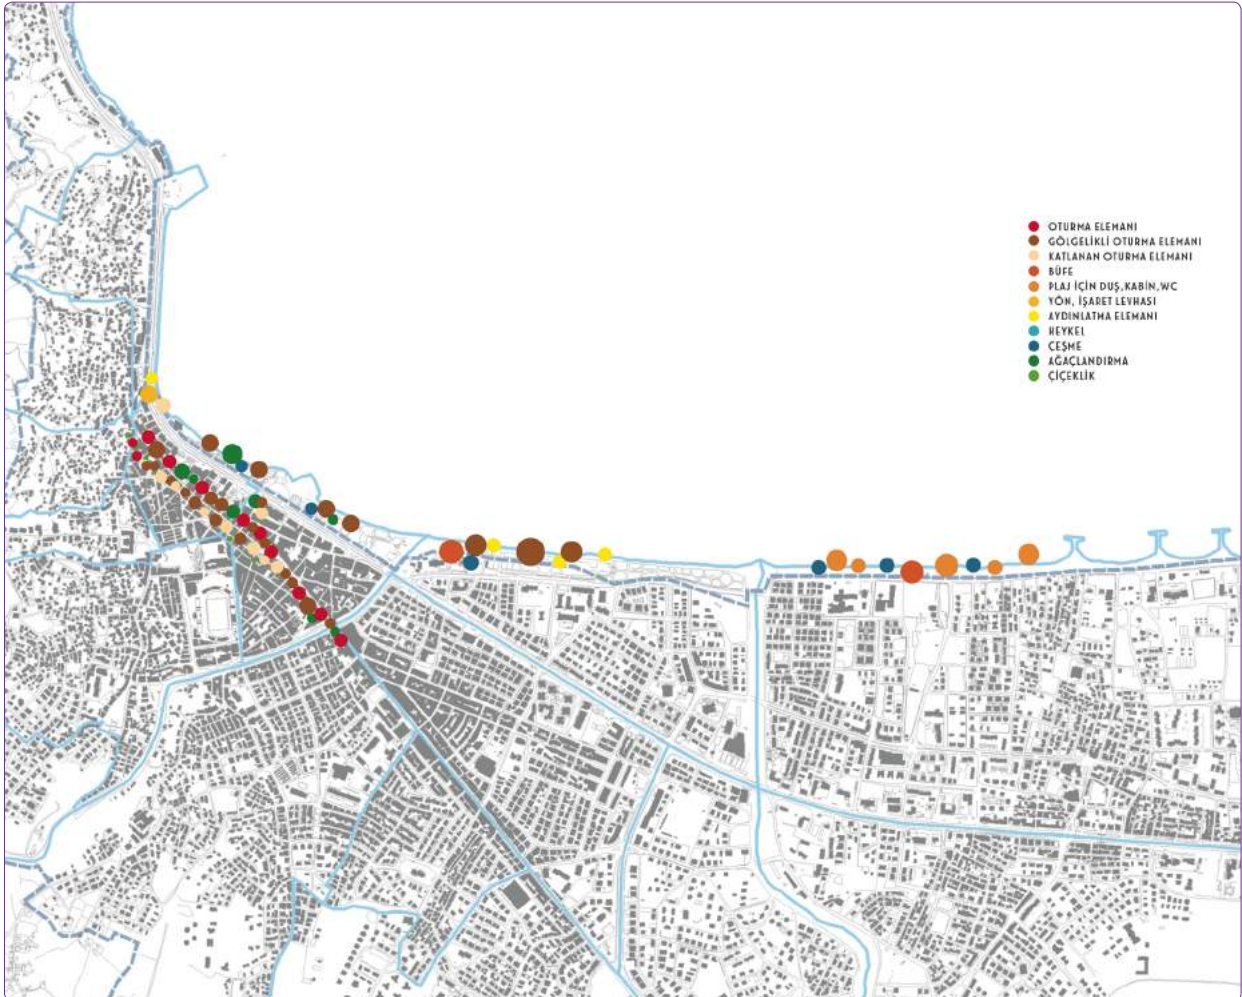 OTURMA ELEMANI
GÖLGELİKLİ OTURMA ELEMANI
KATLANAN OTURMA ELEMANI
BÜFE
PLAJ İÇİN DUŞ,KABİN,WC
YÖN, İŞARET LEVHASI
AYDINLATMA ELEMANI
HEYKEL
ÇEŞME
AĞAÇLANDIRMA
ÇİÇEKLİK